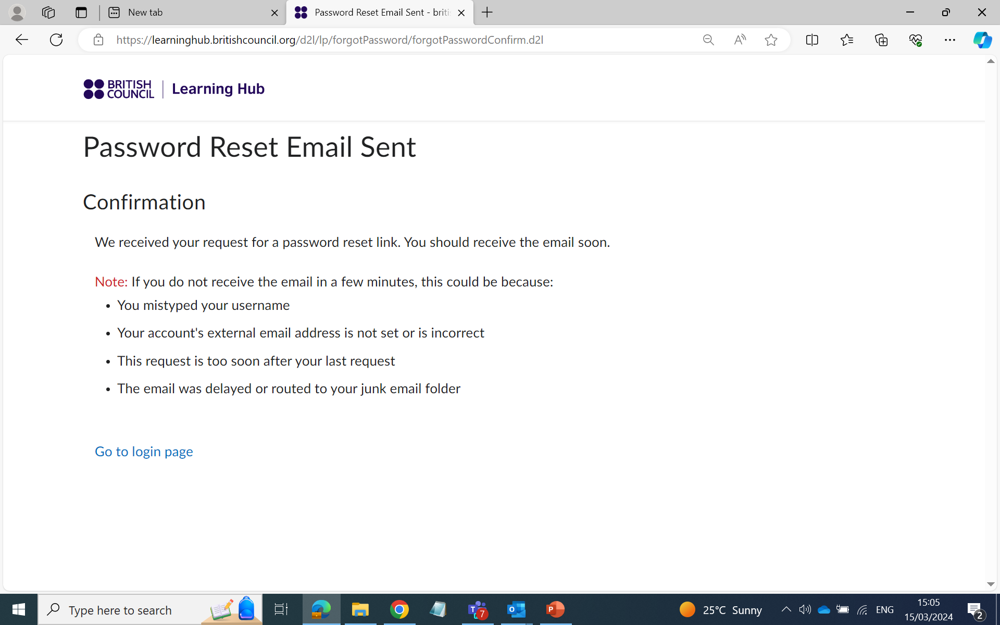 New tab
Password Reset Email Sent - briti
https://learninghub.britishcouncil.org/d2l/lp/forgotPassword/forgotPasswordConfirm.d2l
BRITISH
COUNCIL
Learning Hub
Password Reset Email Sent
Confirmation
We received your request for a password reset link. You should receive the email soon.
Note: If you do not receive the email in a few minutes, this could be because:
• You mistyped your username
• Your account's external email address is not set or is incorrect
• This request is too soon after your last request
• The email was delayed or routed to your junk email folder
Go to login page
Type here to search
7
25°C Sunny
ENG
15:05
15/03/2024
2